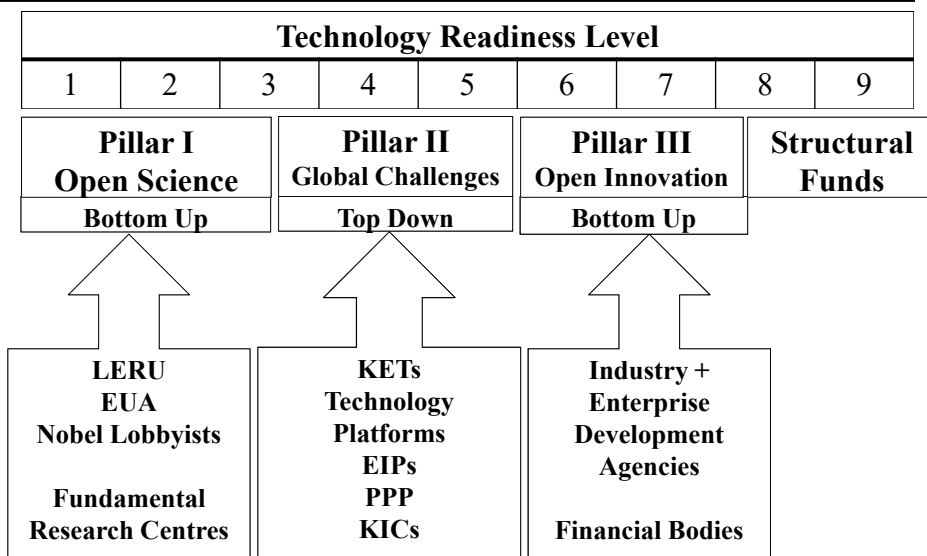 Technology Readiness Level
1 2 3 4 5 6 7 8 9
Pillar I
Open Science
Bottom Up
Pillar II
Global Challenges
Top Down
Pillar III
Open Innovation
Bottom Up
Structural
Funds
LERU
EUA
Nobel Lobbyists
Fundamental
Research Centres
KETs
Technology
Platforms
EIPs
PPP
KICs
Industry +
Enterprise
Development
Agencies
Financial Bodies